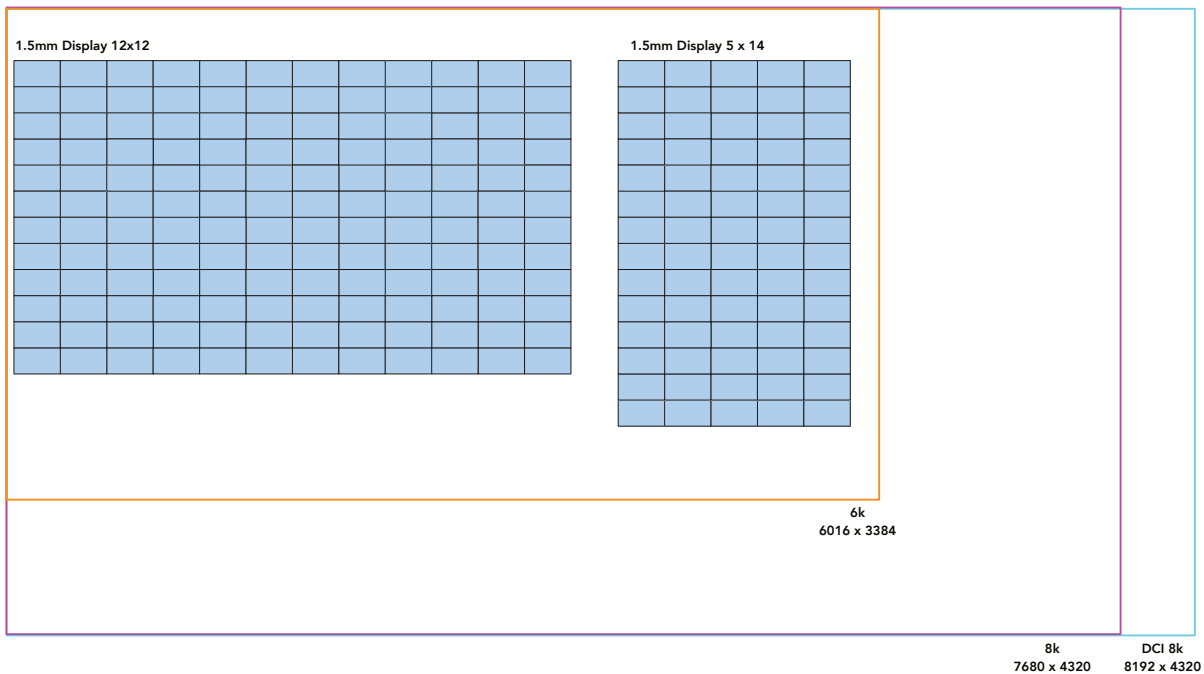 1.5mm Display 12x12
1.5mm Display 5 x 14
6k
6016 x 3384
8k
7680 x 4320
DCI 8k
8192 x 4320